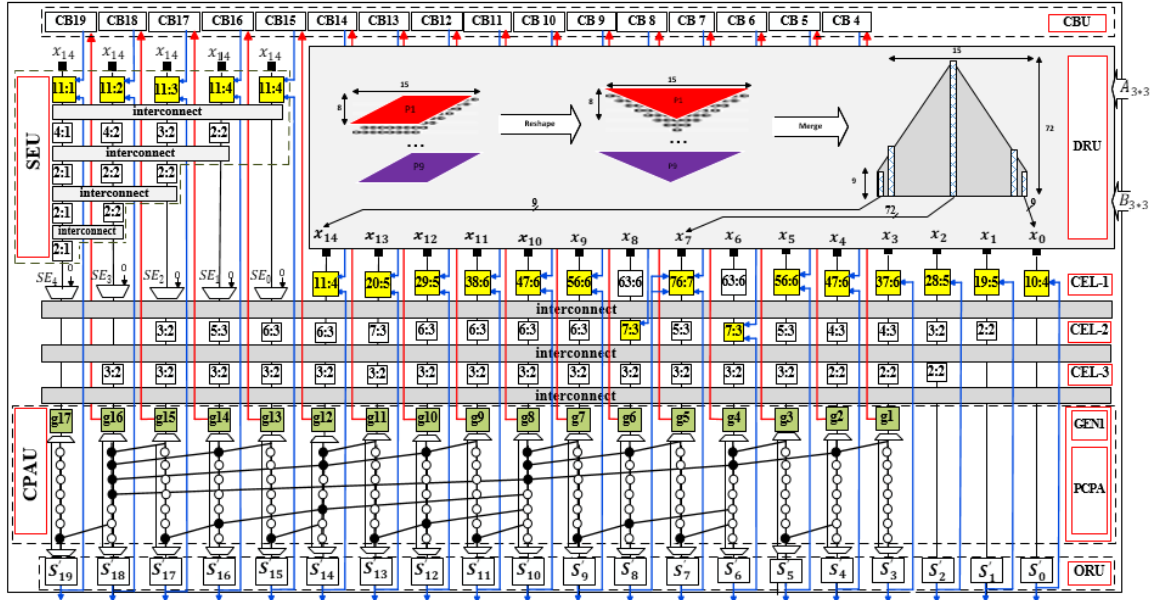 CB19 CB18 CB17 CB16 CB15 CB14 CB13 CB12 CB11 CB 10 CB 9 CB 8 CB 7 CB 6 CB 5 CB 4
CBU
x14 x14 x14 x14 x14
SEU
11:1 11:2 11:3 11:4 11:4
interconnect
4:1 4:2 3:2 2:2
interconnect
2:1 2:2 2:2
interconnect
2:1 2:2
interconnect
2:1
15
8
P1
...
P9
Reshape
15
8
P1
...
P9
Merge
15
72
9
9
72
9
DRU
A3*3
B3*3
x14 x13 x12 x11 x10 x9 x8 x7 x6 x5 x4 x3 x2 x1 x0
SE4 0 SE3 0 SE2 0 SE1 0 SE0 0
11:4 20:5 29:5 38:6 47:6 56:6 63:6 76:7 63:6 56:6 47:6 37:6 28:5 19:5 10:4
CEL-1
interconnect
3:2 5:3 6:3 6:3 7:3 6:3 6:3 6:3 6:3 7:3 5:3 7:3 5:3 4:3 4:3 3:2 2:2
CEL-2
interconnect
3:2 3:2 3:2 3:2 3:2 3:2 3:2 3:2 3:2 3:2 3:2 3:2 3:2 3:2 2:2 2:2 2:2
CEL-3
interconnect
CPAU
g17 g16 g15 g14 g13 g12 g11 g10 g9 g8 g7 g6 g5 g4 g3 g2 g1
GEN1
PCPA
S'19 S'18 S'17 S'16 S'15 S'14 S'13 S'12 S'11 S'10 S'9 S'8 S'7 S'6 S'5 S'4 S'3 S'2 S'1 S'0
ORU